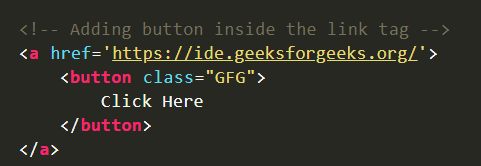 <!-- Adding button inside the link tag -->
<a href='https://ide.geeksforgeeks.org/'>
    <button class="GFG">
        Click Here
    </button>
</a>